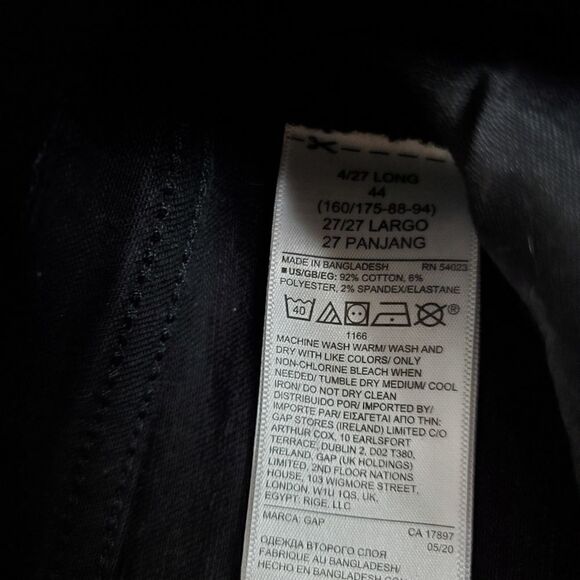 4/27 LONG
44
(160/175-88-94)
27/27 LARGO
27 PANJANG
MADE IN BANGLADESH RN 54023
■US/GB/EG: 92% COTTON, 6%
POLYESTER, 2% SPANDEX/ELASTANE
40
1166
MACHINE WASH WARM/ WASH AND
DRY WITH LIKE COLORS/ ONLY
NON-CHLORINE BLEACH WHEN
NEEDED/ TUMBLE DRY MEDIUM/ COOL
IRON/ DO NOT DRY CLEAN
DISTRIBUTED FOR/ IMPORTED BY/
IMPORTE PAR/ ΕΙΣΑΓΕΤΑΙ ΑΠΟ ΤΗΝ
GAP STORES (IRELAND) LIMITED C/O
ARTHUR COX, 10 EARLSFORT
TERRACE, DUBLIN 2, D02 T380,
IRELAND, GAP (UK HOLDINGS)
LIMITED, 2ND FLOOR NATIONS
HOUSE, 103 WIGMORE STREET,
LONDON, W1U 1QS, UK,
EGYPT: RIGE, LLC
MARCA: GAP CA 17897
05/20
ОДЕЖДА ВТОРОГО СЛОЯ
FABRIQUE AU BANGLADESH/
HECHO EN BANGLADESH